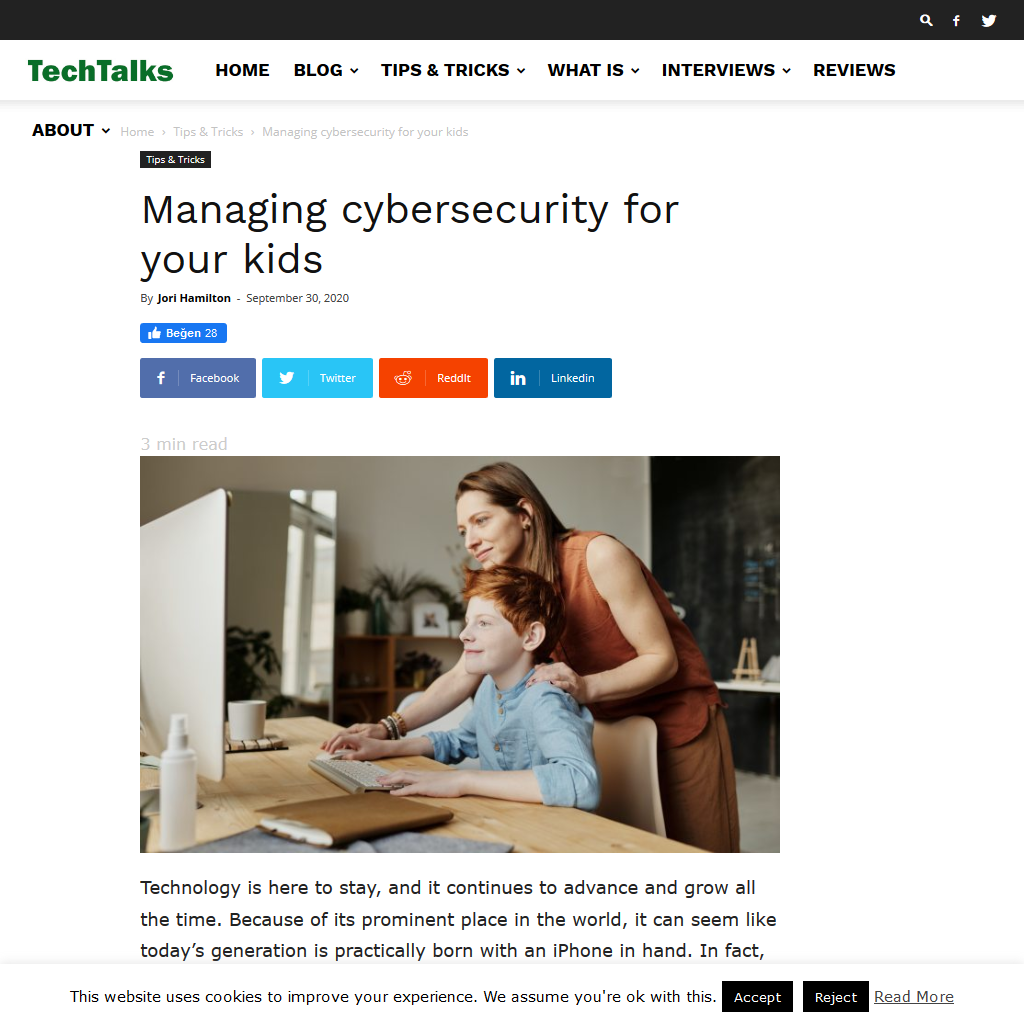 TechTalks
HOME BLOG TIPS & TRICKS WHAT IS INTERVIEWS REVIEWS
ABOUT Home › Tips & Tricks › Managing cybersecurity for your kids
Tips & Tricks
Managing cybersecurity for
your kids
By Jori Hamilton - September 30, 2020
Beğen 28
Facebook Twitter ReddIt Linkedin
3 min read
Technology is here to stay, and it continues to advance and grow all
the time. Because of its prominent place in the world, it can seem like
today’s generation is practically born with an iPhone in hand. In fact,
This website uses cookies to improve your experience. We assume you're ok with this. Accept Reject Read More